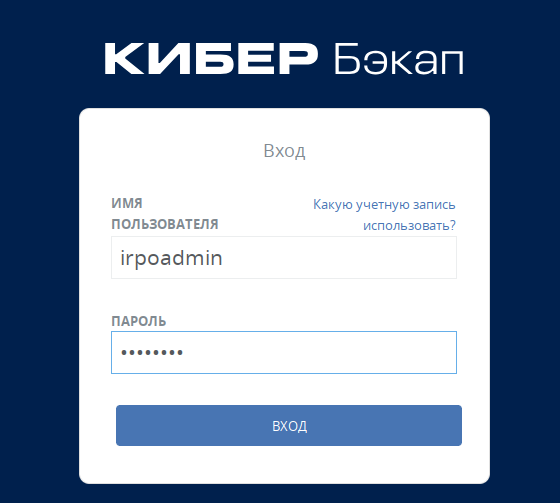 КИБЕР Бэкап
Вход
ИМЯ ПОЛЬЗОВАТЕЛЯ
Какую учетную запись использовать?
irpoadmin
ПАРОЛЬ
••••••••
ВХОД